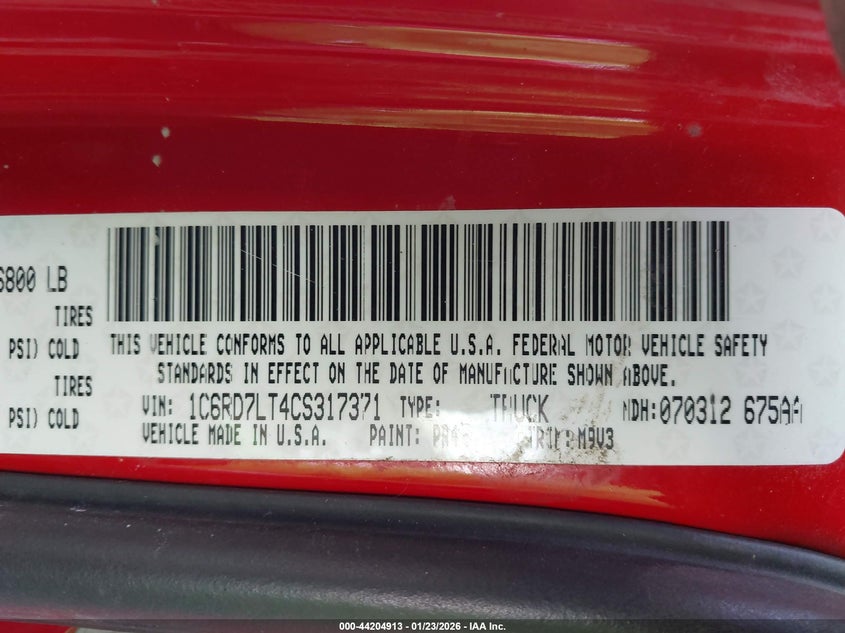 6800 LB
TIRES
PSI) COLD
TIRES
PSI) COLD
THIS VEHICLE CONFORMS TO ALL APPLICABLE U.S.A. FEDERAL MOTOR VEHICLE SAFETY
STANDARDS IN EFFECT ON THE DATE OF MANUFACTURE SHOWN ABOVE.
VIN: 1C6RD7LT4CS317371 TYPE: TRUCK MDH:070312 675AA
VEHICLE MADE IN U.S.A. PAINT: TRIM:M9V3
000-44204913 - 01/23/2026 - IAA Inc.